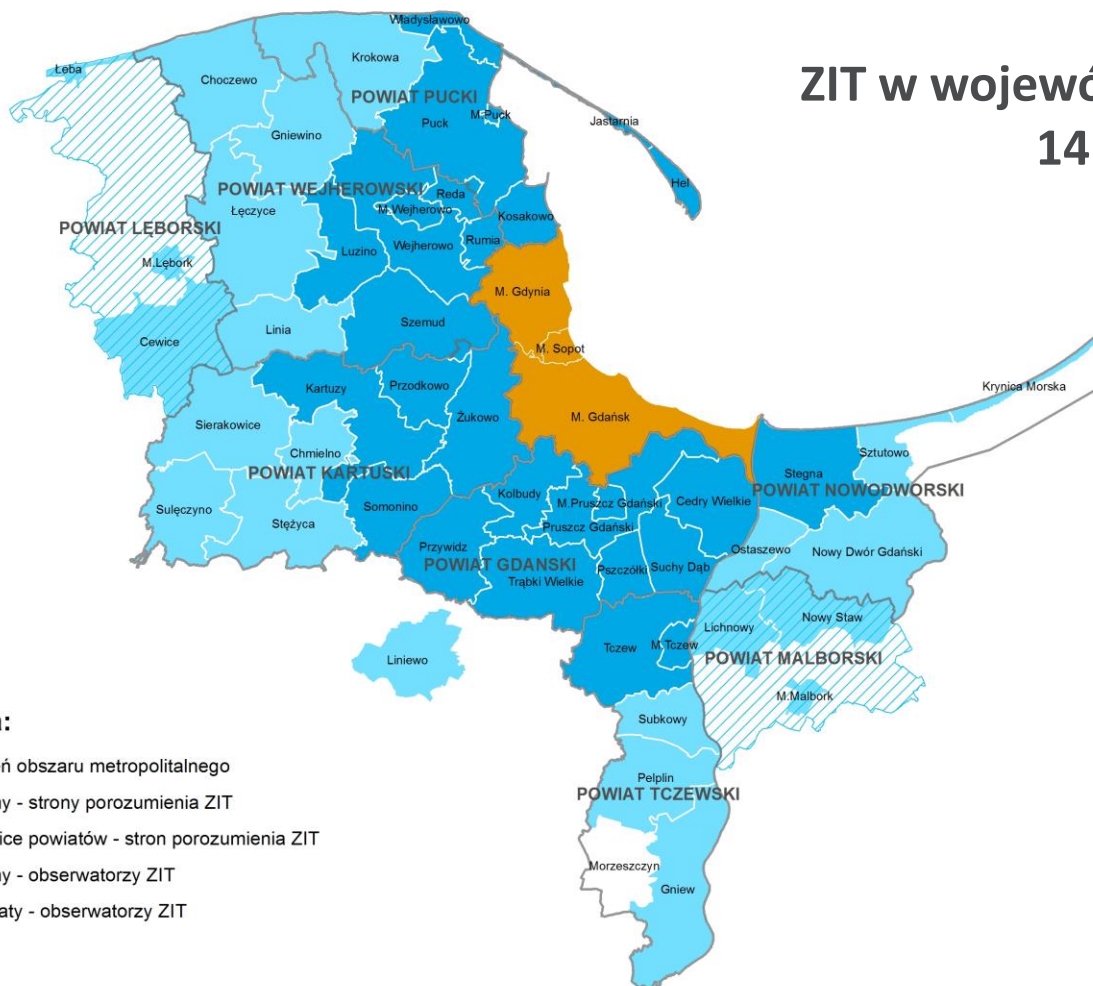 ZIT w wojewó
14
Władysławowo
Łeba
Krokowa
Choczewo
POWIAT PUCKI
M.Puck
Puck
Jastarnia
Gniewino
Hel
POWIAT WEJHEROWSKI
Reda
Łęczyce
M.Wejherowo
Kosakowo
POWIAT LĘBORSKI
Rumia
Wejherowo
Luzino
M.Lębork
M. Gdynia
Szemud
Linia
Cewice
M. Sopot
Przodkowo
Kartuzy
Krynica Morska
Żukowo
M. Gdańsk
Sierakowice
Chmielno
Sztutowo
POWIAT KARTUSKI
Stegna
POWIAT NOWODWORSKI
Kolbudy
M.Pruszcz Gdański
Cedry Wielkie
Somonino
Sulęczyno
Stężyca
Pruszcz Gdański
Przywidz
Ostaszewo
Nowy Dwór Gdański
POWIAT GDAŃSKI
Pszczółki
Suchy Dąb
Trąbki Wielkie
Nowy Staw
Lichnowy
Tczew
M.Tczew
POWIAT MALBORSKI
Liniewo
M.Malbork
Subkowy
a:
eń obszaru metropolitalnego
Pelplin
POWIAT TCZEWSKI
ny - strony porozumienia ZIT
ice powiatów - stron porozumienia ZIT
Morzeszczyn
ny - obserwatorzy ZIT
Gniew
aty - obserwatorzy ZIT